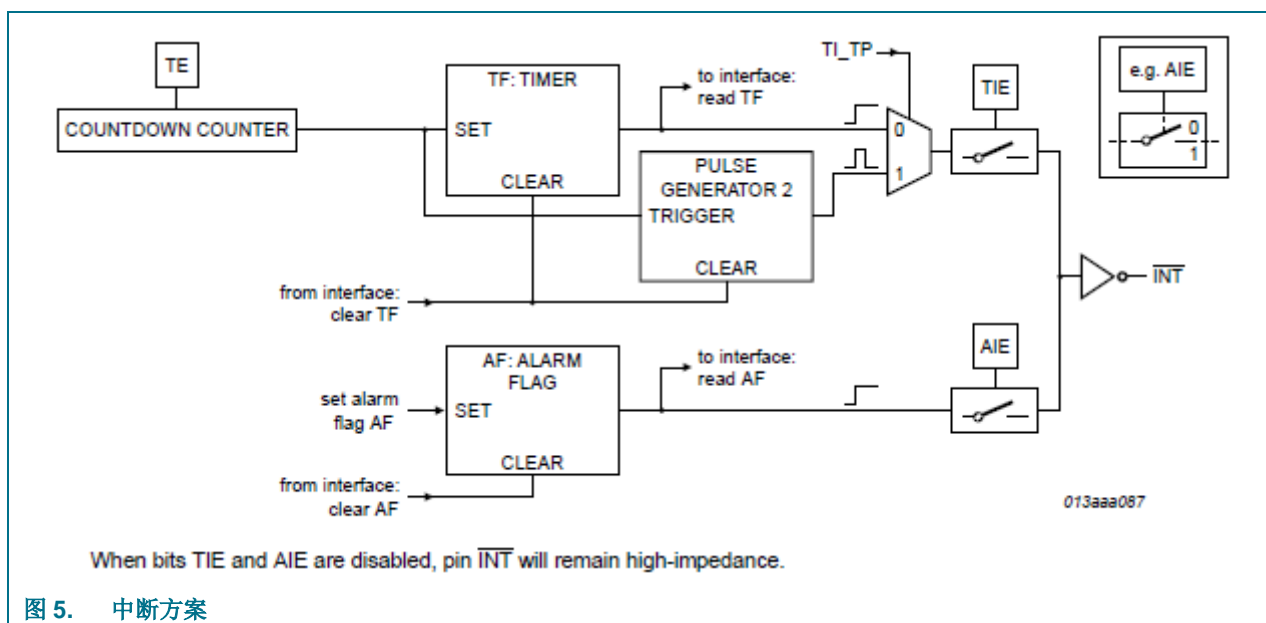 TE
COUNTDOWN COUNTER
TF: TIMER
SET
CLEAR
to interface:
read TF
TI_TP
0
1
TIE
e.g. AIE
0
1
PULSE
GENERATOR 2
TRIGGER
CLEAR
from interface:
clear TF
INT
AF: ALARM
FLAG
SET
CLEAR
set alarm
flag AF
to interface:
read AF
AIE
from interface:
clear AF
013aaa087
When bits TIE and AIE are disabled, pin INT will remain high-impedance.
图 5. 中断方案